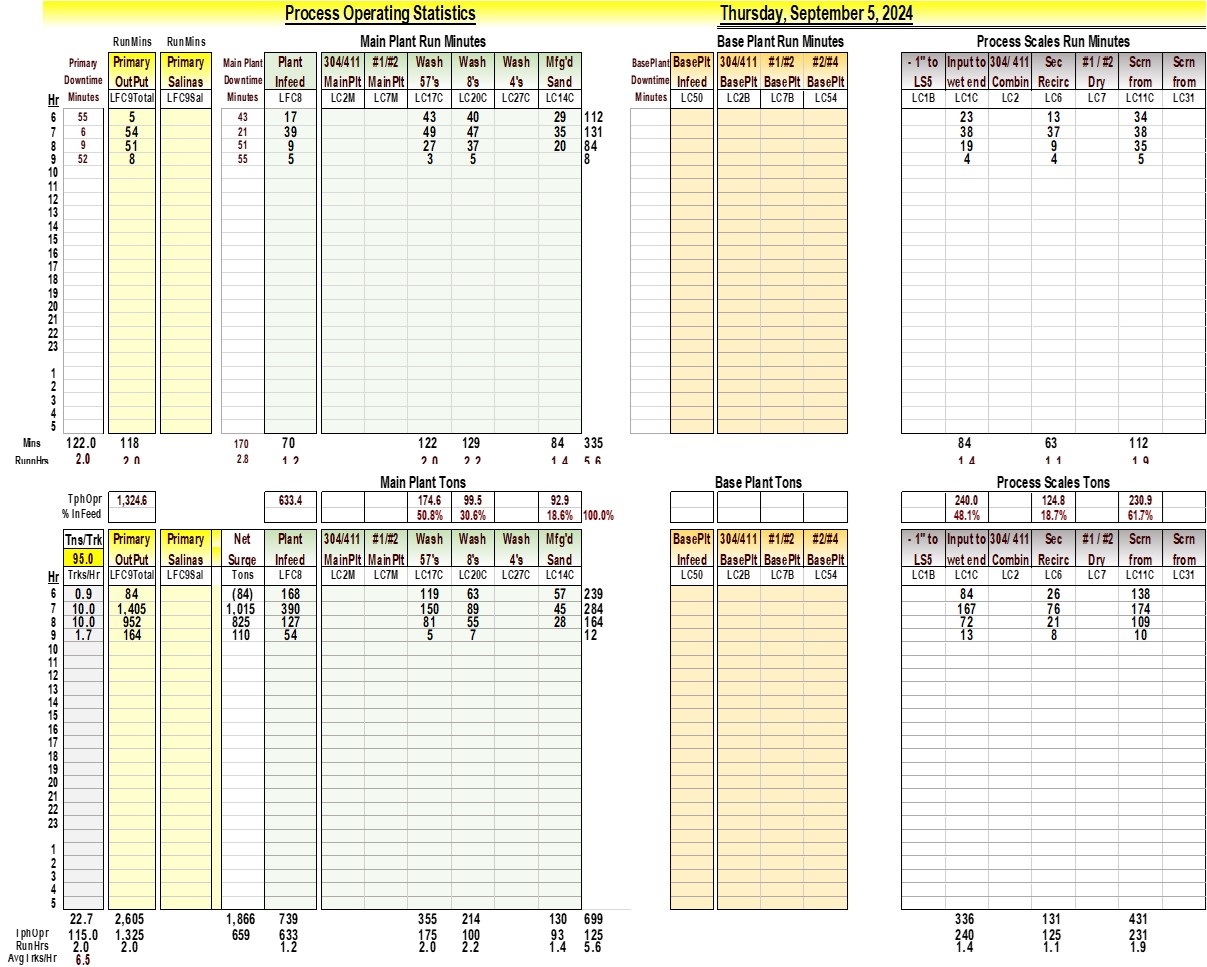 Process Operating Statistics Thursday, September 5, 2024
RunMins RunMins Main Plant Run Minutes Base Plant Run Minutes Process Scales Run Minutes
Primary Primary Primary Main Plant Plant 304/411 #1/#2 Wash Wash Wash Mfg'd BasePlant BasePlt 304/411 #1/#2 #2/#4 - 1" to Input to 304/ 411 Sec #1 / #2 Scrn Scrn
Downtime OutPut Salinas Downtime Infeed MainPlt MainPlt 57's 8's 4's Sand Downtime Infeed BasePlt BasePlt BasePlt LS5 wet end Combin Recirc Dry from from
Hr Minutes LFC9Total LFC9Sal Minutes LFC8 LC2M LC7M LC17C LC20C LC27C LC14C Minutes LC50 LC2B LC7B LC54 LC1B LC1C LC2 LC6 LC7 LC11C LC31
6 55 5 43 17 43 40 29 112 23 13 34
7 6 54 21 39 49 47 35 131 38 37 38
8 9 51 51 9 27 37 20 84 19 9 35
9 52 8 55 5 3 5 8 4 4 5
10
11
12
13
14
15
16
17
18
19
20
21
22
23
1
2
3
4
5
Mins 122.0 118 170 70 122 129 84 335 84 63 112
RunnHrs 2.0 2.0 2.8 1.2 2.0 2.2 1.4 5.6 1.4 1.1 1.9
Main Plant Tons Base Plant Tons Process Scales Tons
TphOpr 1,324.6 633.4 174.6 99.5 92.9 240.0 124.8 230.9
% InFeed 50.8% 30.6% 18.6% 100.0% 48.1% 18.7% 61.7%
Tns/Trk Primary Primary Net Plant 304/411 #1/#2 Wash Wash Wash Mfg'd BasePlt 304/411 #1/#2 #2/#4 - 1" to Input to 304/ 411 Sec #1 / #2 Scrn Scrn
95.0 OutPut Salinas Surge Infeed MainPlt MainPlt 57's 8's 4's Sand Infeed BasePlt BasePlt BasePlt LS5 wet end Combin Recirc Dry from from
Hr Trks/Hr LFC9Total LFC9Sal Tons LFC8 LC2M LC7M LC17C LC20C LC27C LC14C LC50 LC2B LC7B LC54 LC1B LC1C LC2 LC6 LC7 LC11C LC31
6 0.9 84 (84) 168 119 63 57 239 84 26 138
7 10.0 1,405 1,015 390 150 89 45 284 167 76 174
8 10.0 952 825 127 81 55 28 164 72 21 109
9 1.7 164 110 54 5 7 12 13 8 10
10
11
12
13
14
15
16
17
18
19
20
21
22
23
1
2
3
4
5
22.7 2,605 1,866 739 355 214 130 699 336 131 431
TphOpr 115.0 1,325 659 633 175 100 93 125 240 125 231
RunHrs 2.0 2.0 1.2 2.0 2.2 1.4 5.6 1.4 1.1 1.9
AvgTrks/Hr 6.5